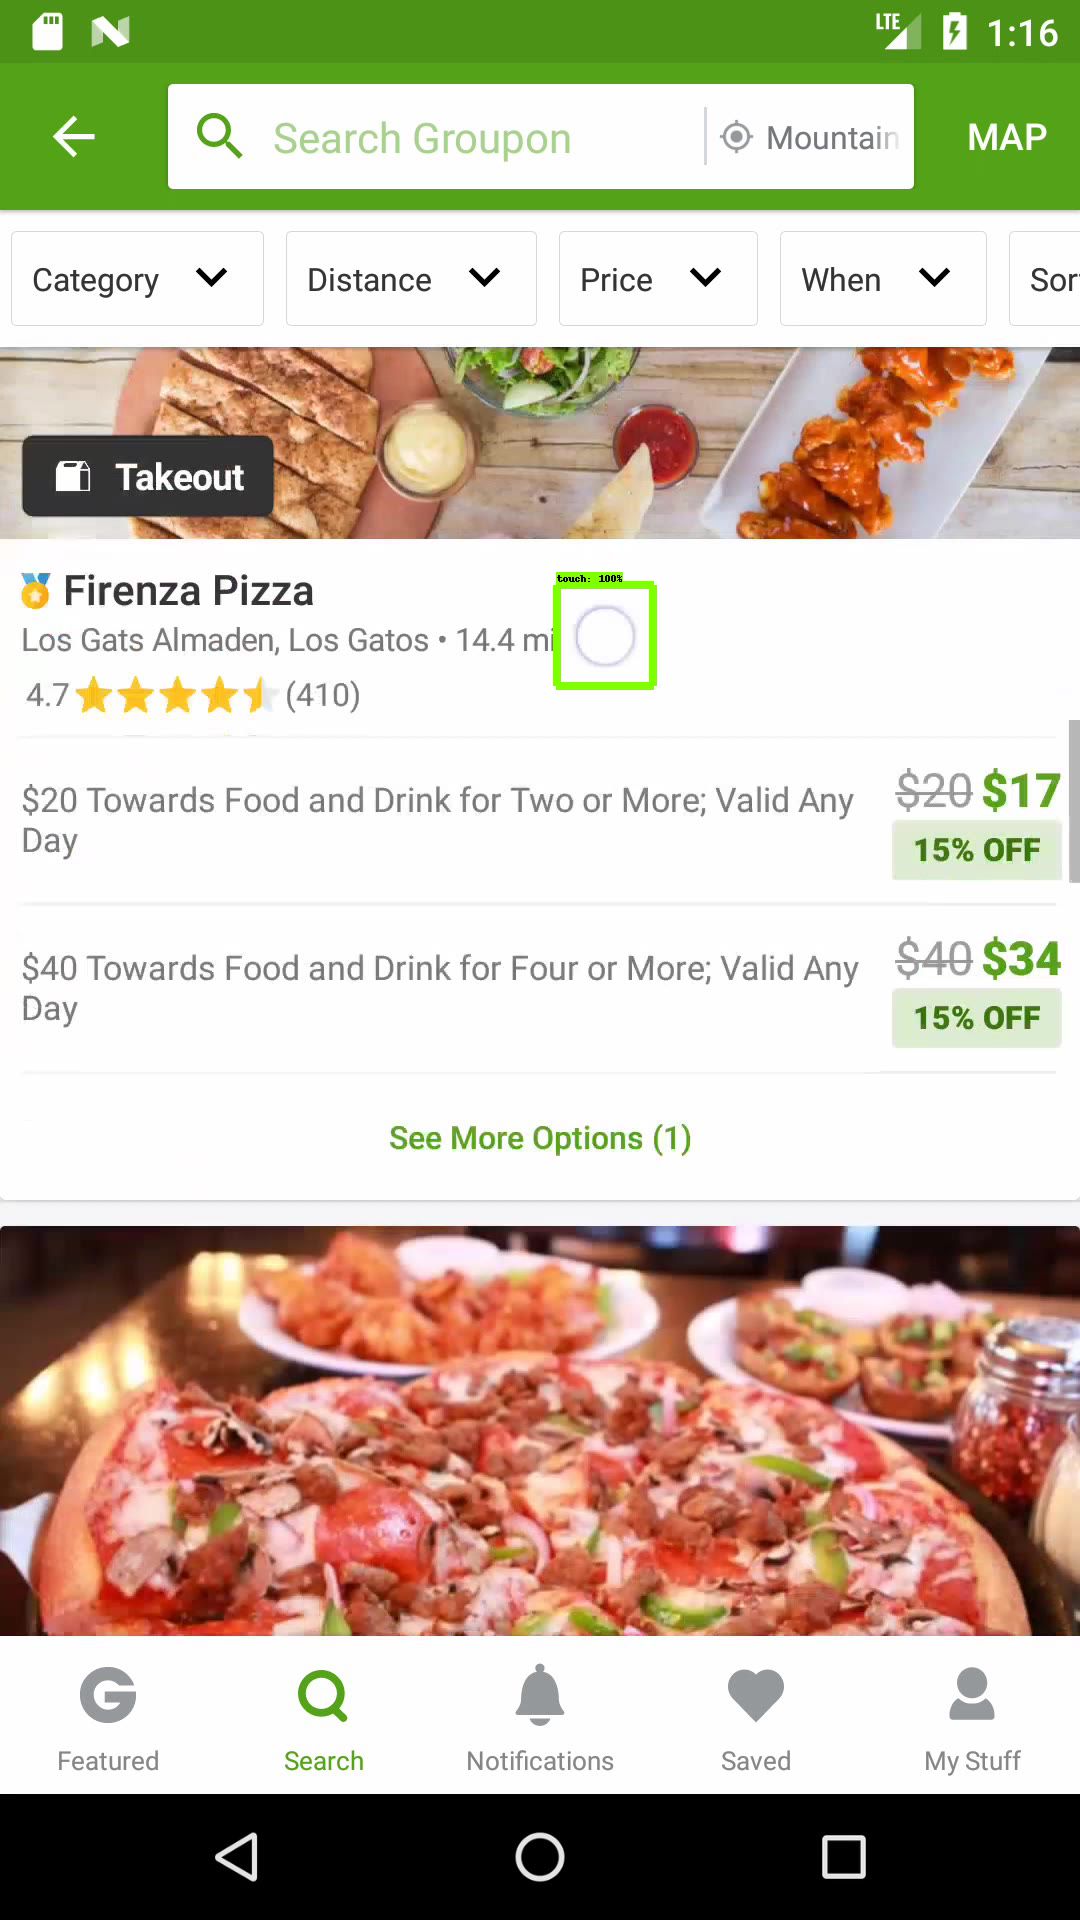 LTE 1:16
Search Groupon Mountain MAP
Category Distance Price When Sor
Takeout
Firenza Pizza
touch: 100%
Los Gats Almaden, Los Gatos • 14.4 mi
4.7 (410)
$20 Towards Food and Drink for Two or More; Valid Any
Day
$20 $17
15% OFF
$40 Towards Food and Drink for Four or More; Valid Any
Day
$40 $34
15% OFF
See More Options (1)
Featured Search Notifications Saved My Stuff